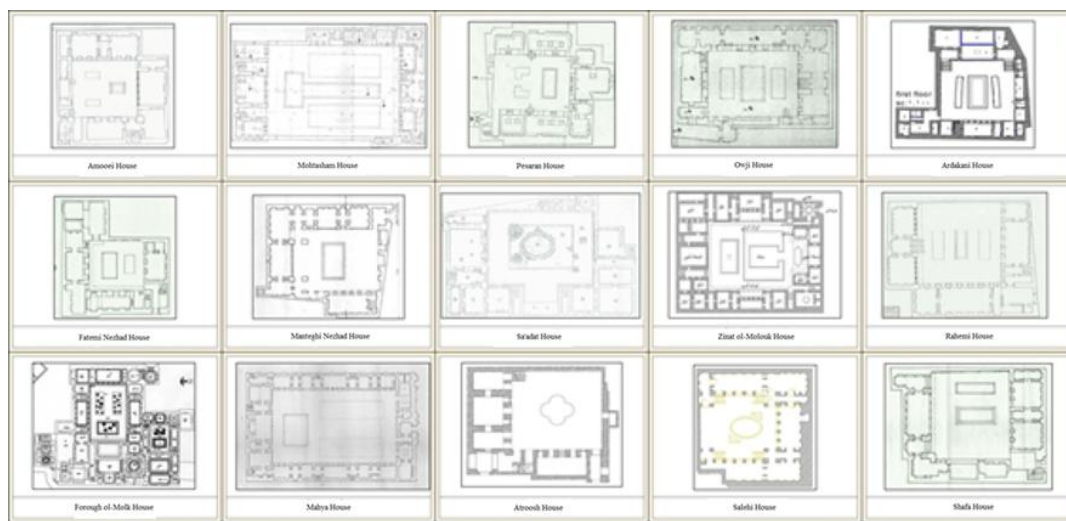 Amooei House
Mohtasham House
Pesaran House
Owji House
first floor
Ardakani House
Fatemi Nezhad House
Manteghi Nezhad House
Sa'adat House
Zinat ol-Molouk House
Rahemi House
Forough ol-Molk House
Mahya House
Atroosh House
Salehi House
Shafa House